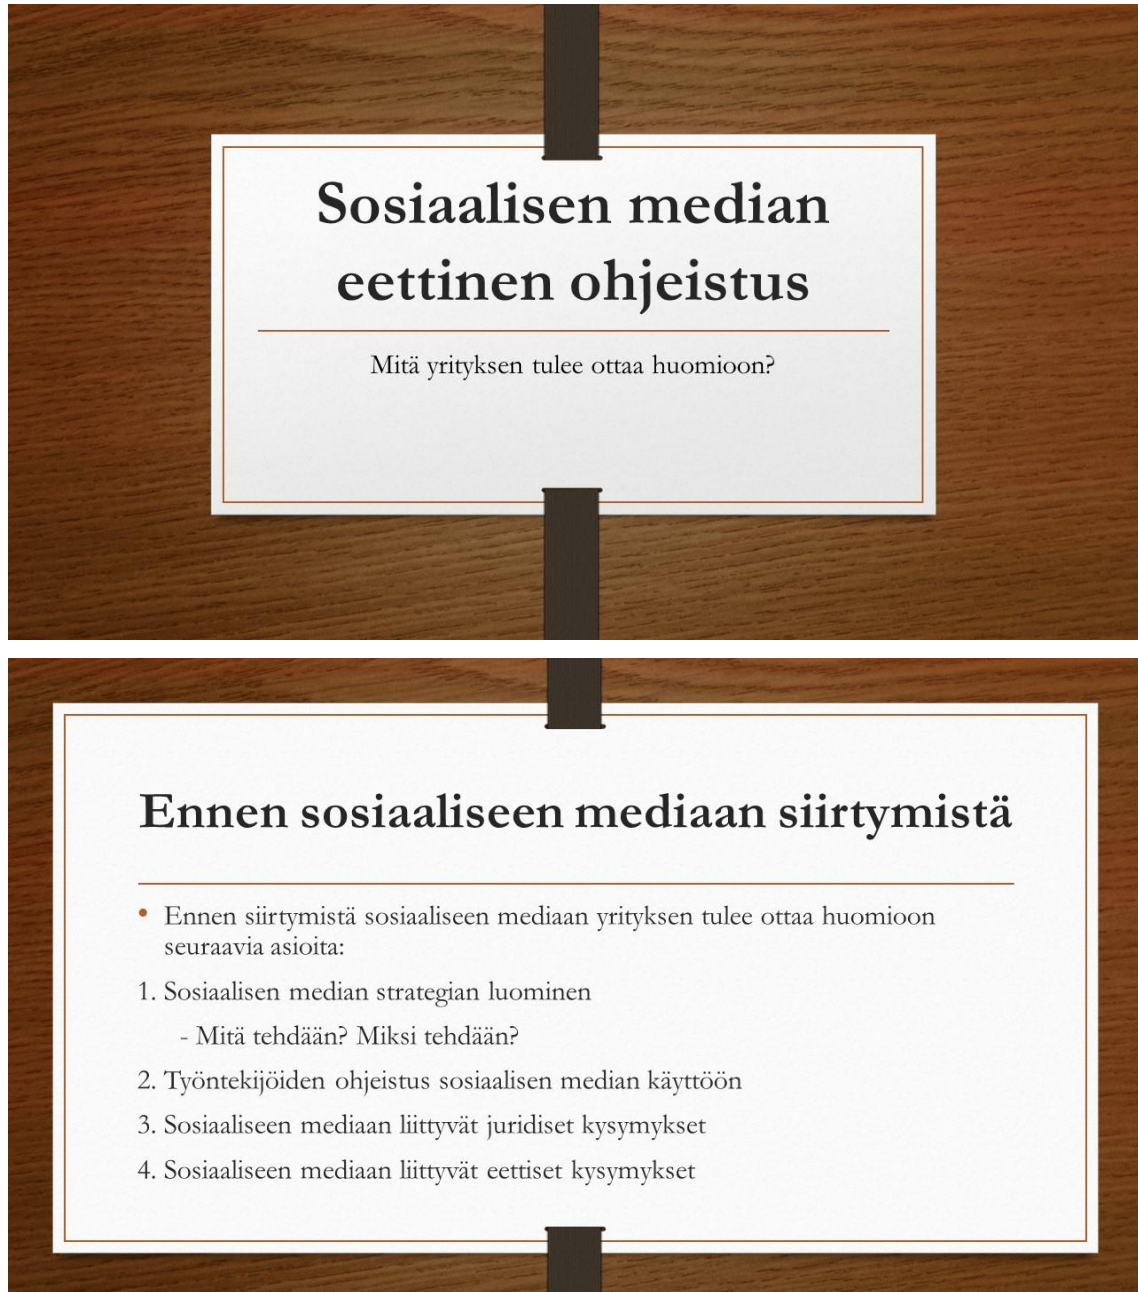 Sosiaalisen median
eettinen ohjeistus
Mitä yrityksen tulee ottaa huomioon?
Ennen sosiaaliseen mediaan siirtymistä
• Ennen siirtymistä sosiaaliseen mediaan yrityksen tulee ottaa huomioon
seuraavia asioita:
1. Sosiaalisen median strategian luominen
- Mitä tehdään? Miksi tehdään?
2. Työntekijöiden ohjeistus sosiaalisen median käyttöön
3. Sosiaaliseen mediaan liittyvät juridiset kysymykset
4. Sosiaaliseen mediaan liittyvät eettiset kysymykset